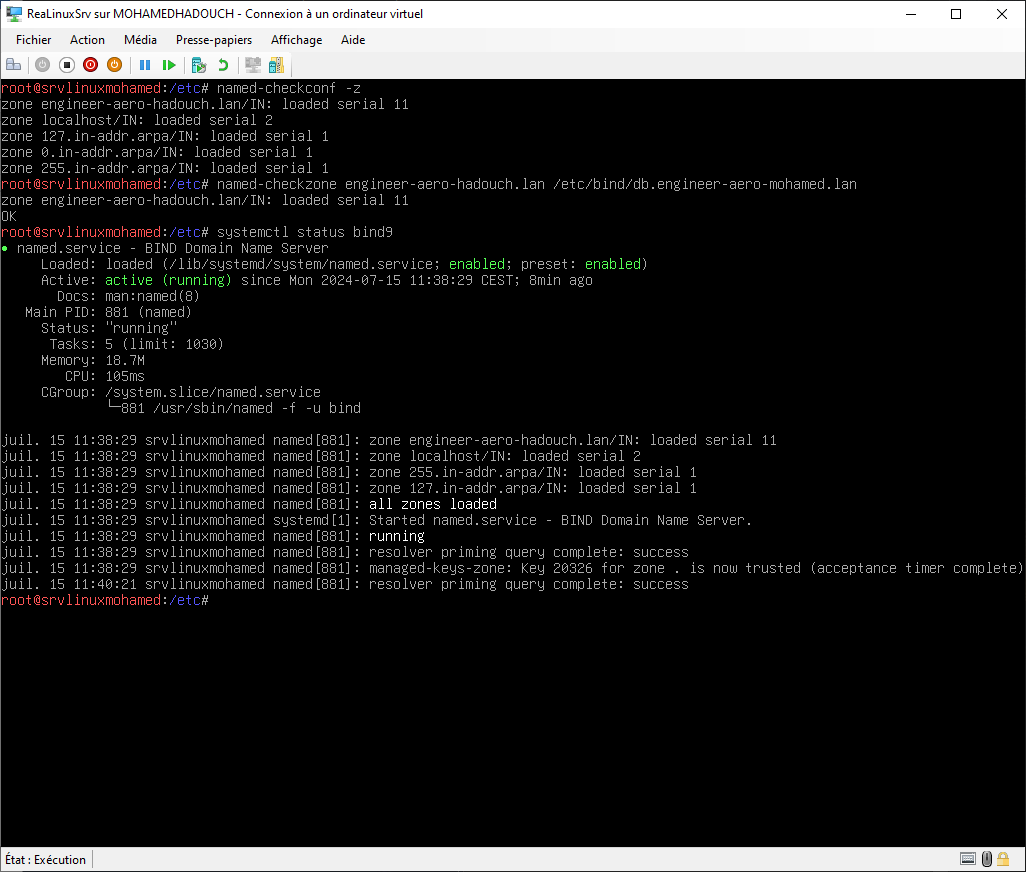 ReaLinuxSrv sur MOHAMEDHADOUCH - Connexion à un ordinateur virtuel
Fichier Action Média Presse-papiers Affichage Aide
root@srvlinuxmohamed:/etc# named-checkconf -z
zone engineer-aero-hadouch.lan/IN: loaded serial 11
zone localhost/IN: loaded serial 2
zone 127.in-addr.arpa/IN: loaded serial 1
zone 0.in-addr.arpa/IN: loaded serial 1
zone 255.in-addr.arpa/IN: loaded serial 1
root@srvlinuxmohamed:/etc# named-checkzone engineer-aero-hadouch.lan /etc/bind/db.engineer-aero-mohamed.lan
zone engineer-aero-hadouch.lan/IN: loaded serial 11
OK
root@srvlinuxmohamed:/etc# systemctl status bind9
● named.service - BIND Domain Name Server
Loaded: loaded (/lib/systemd/system/named.service; enabled; preset: enabled)
Active: active (running) since Mon 2024-07-15 11:38:29 CEST; 8min ago
Docs: man:named(8)
Main PID: 881 (named)
Status: "running"
Tasks: 5 (limit: 1030)
Memory: 18.7M
CPU: 105ms
CGroup: /system.slice/named.service
└─881 /usr/sbin/named -f -u bind
juil. 15 11:38:29 srvlinuxmohamed named[881]: zone engineer-aero-hadouch.lan/IN: loaded serial 11
juil. 15 11:38:29 srvlinuxmohamed named[881]: zone localhost/IN: loaded serial 2
juil. 15 11:38:29 srvlinuxmohamed named[881]: zone 255.in-addr.arpa/IN: loaded serial 1
juil. 15 11:38:29 srvlinuxmohamed named[881]: zone 127.in-addr.arpa/IN: loaded serial 1
juil. 15 11:38:29 srvlinuxmohamed named[881]: all zones loaded
juil. 15 11:38:29 srvlinuxmohamed systemd[1]: Started named.service - BIND Domain Name Server.
juil. 15 11:38:29 srvlinuxmohamed named[881]: running
juil. 15 11:38:29 srvlinuxmohamed named[881]: resolver priming query complete: success
juil. 15 11:38:29 srvlinuxmohamed named[881]: managed-keys-zone: Key 20326 for zone . is now trusted (acceptance timer complete)
juil. 15 11:40:21 srvlinuxmohamed named[881]: resolver priming query complete: success
root@srvlinuxmohamed:/etc#
État : Exécution